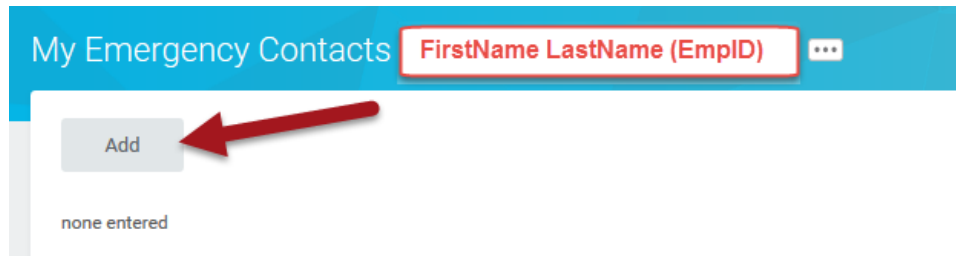 My Emergency Contacts FirstName LastName (EmpID)
Add
none entered